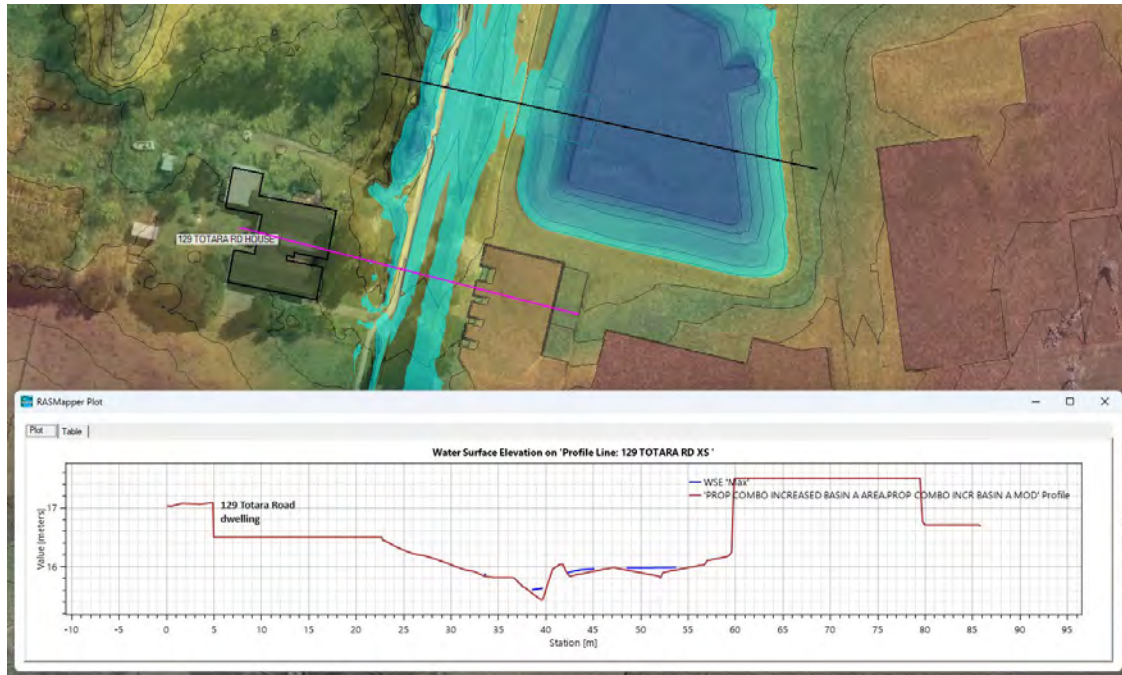 129 TOTARA RD HOUSE
RASMapper Plot
Plot
Table
Water Surface Elevation on 'Profile Line: 129 TOTARA RD XS '
WSE 'Max'
'PROP COMBO INCREASED BASIN A AREA.PROP COMBO INCR BASIN A MOD' Profile
129 Totara Road
dwelling
Value [meters]
17
16
-10 -5 0 5 10 15 20 25 30 35 40 45 50 55 60 65 70 75 80 85 90 95
Station [m]